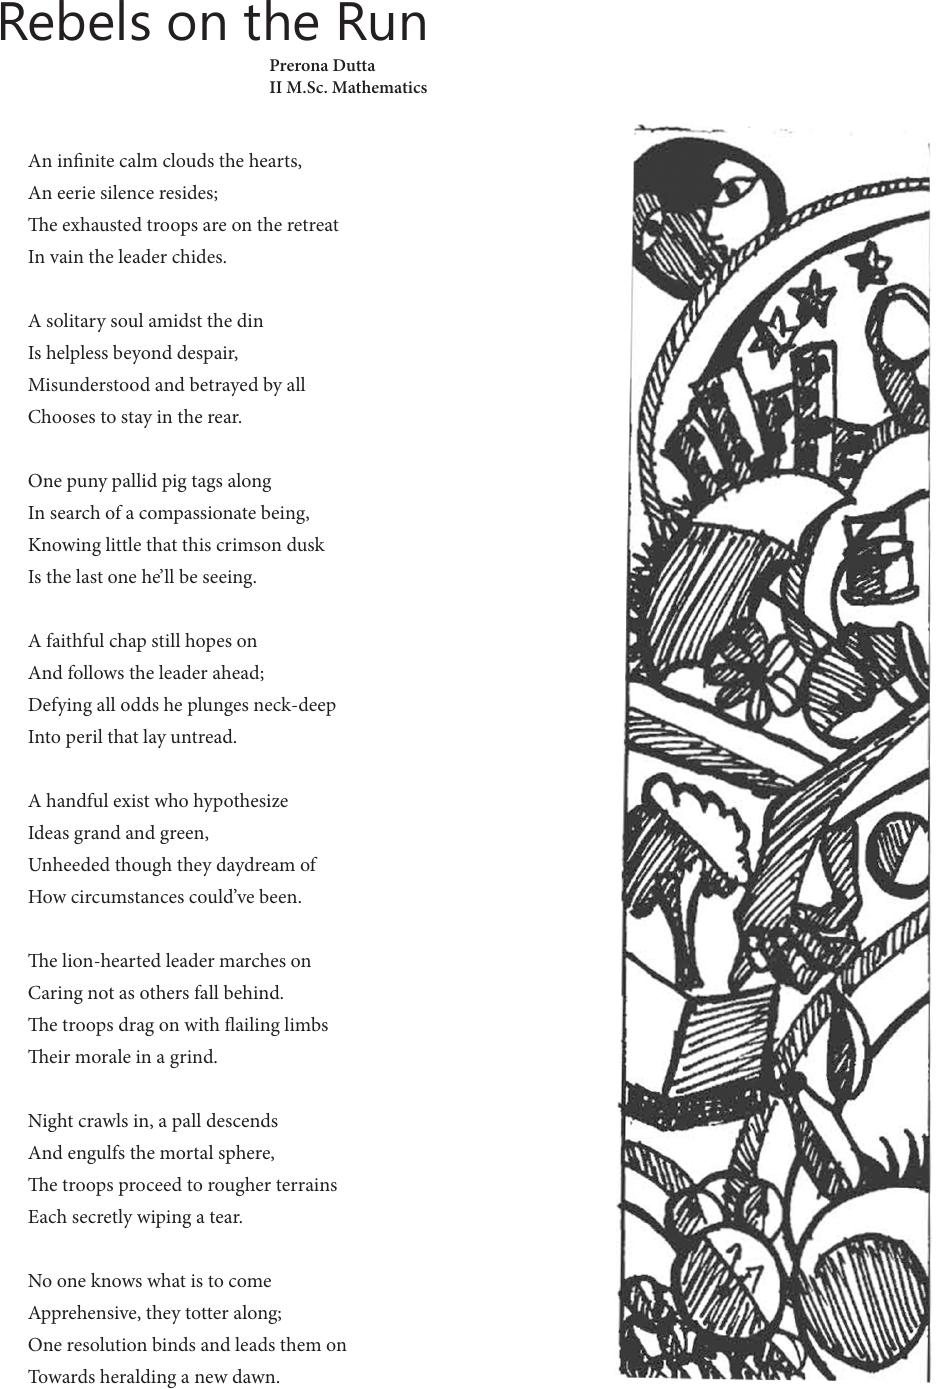 Rebels on the Run
Prerona Dutta
II M.Sc. Mathematics
An infinite calm clouds the hearts,
An eerie silence resides;
The exhausted troops are on the retreat
In vain the leader chides.
A solitary soul amidst the din
Is helpless beyond despair,
Misunderstood and betrayed by all
Chooses to stay in the rear.
One puny pallid pig tags along
In search of a compassionate being,
Knowing little that this crimson dusk
Is the last one he’ll be seeing.
A faithful chap still hopes on
And follows the leader ahead;
Defying all odds he plunges neck-deep
Into peril that lay untread.
A handful exist who hypothesize
Ideas grand and green,
Unheeded though they daydream of
How circumstances could’ve been.
The lion-hearted leader marches on
Caring not as others fall behind.
The troops drag on with flailing limbs
Their morale in a grind.
Night crawls in, a pall descends
And engulfs the mortal sphere,
The troops proceed to rougher terrains
Each secretly wiping a tear.
No one knows what is to come
Apprehensive, they totter along;
One resolution binds and leads them on
Towards heralding a new dawn.